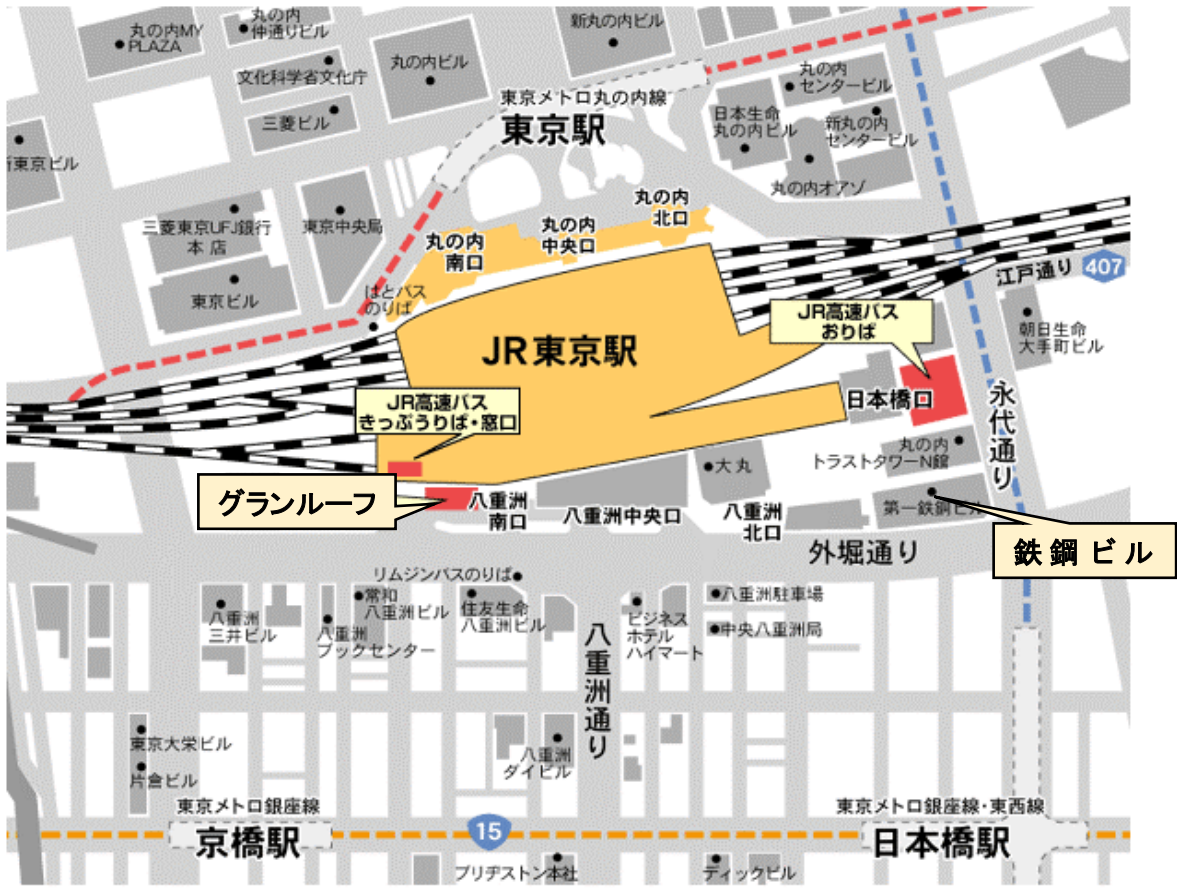 丸の内MY
PLAZA
丸の内
仲通りビル
新丸の内ビル
文化科学省文化庁
丸の内ビル
三菱ビル
新東京ビル
東京メトロ丸の内線
東京駅
丸の内
センタービル
日本生命
丸の内ビル
新丸の内
センタービル
丸の内オアゾ
三菱東京UFJ銀行
本店
東京中央局
東京ビル
丸の内
南口
丸の内
中央口
丸の内
北口
はとバス
のりば
江戸通り
407
JR高速バス
おりば
朝日生命
大手町ビル
JR東京駅
JR高速バス
きっぷうりば・窓口
日本橋口
永代通り
丸の内
トラストタワーN館
大丸
グランルーフ
八重洲
南口
八重洲中央口
八重洲
北口
第一鉄鋼ビル
鉄鋼ビル
外堀通り
リムジンバスのりば
常和
八重洲ビル
住友生命
八重洲ビル
八重洲
三井ビル
八重洲
ブックセンター
ビジネス
ホテル
ハイマート
八重洲駐車場
中央八重洲局
八重洲通り
東京大栄ビル
片倉ビル
八重洲
ダイビル
東京メトロ銀座線
京橋駅
15
東京メトロ銀座線・東西線
日本橋駅
ブリヂストン本社
ディックビル